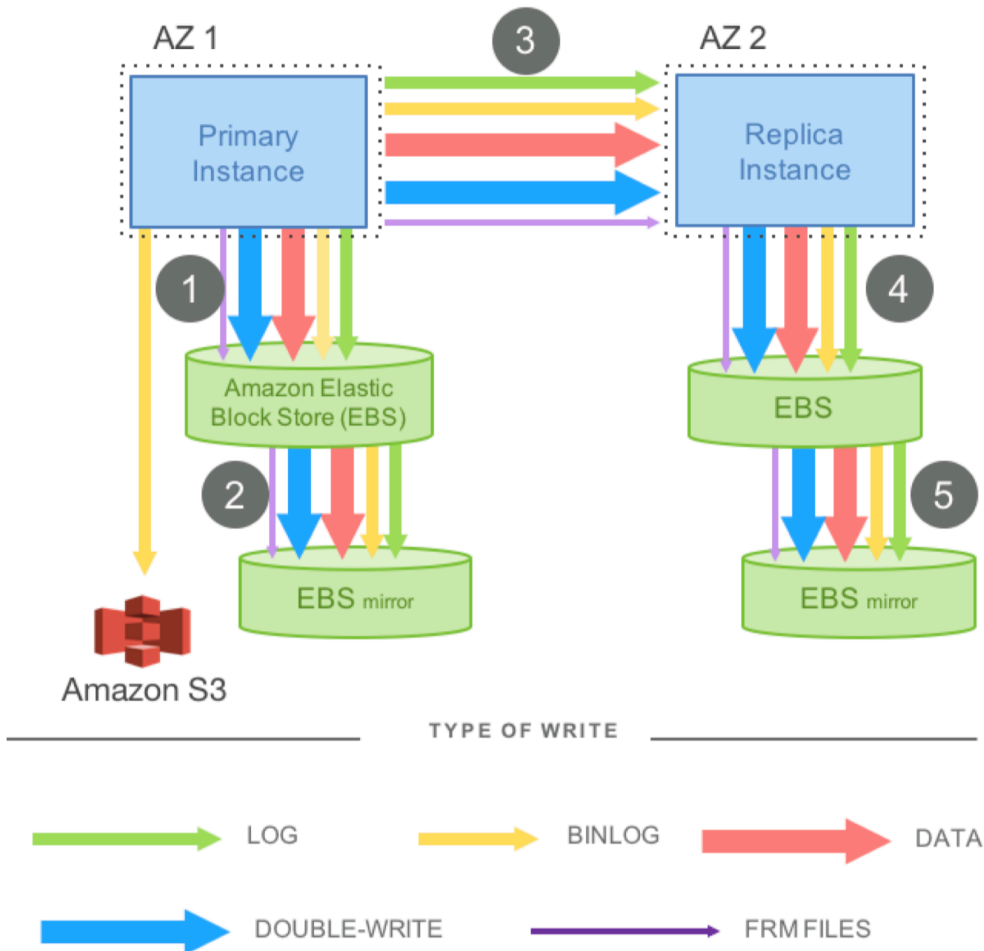 AZ 1
3
AZ 2
Primary
Instance
Replica
Instance
1
4
Amazon Elastic
Block Store (EBS)
EBS
2
5
EBS mirror
EBS mirror
Amazon S3
TYPE OF WRITE
LOG
BINLOG
DATA
DOUBLE-WRITE
FRM FILES